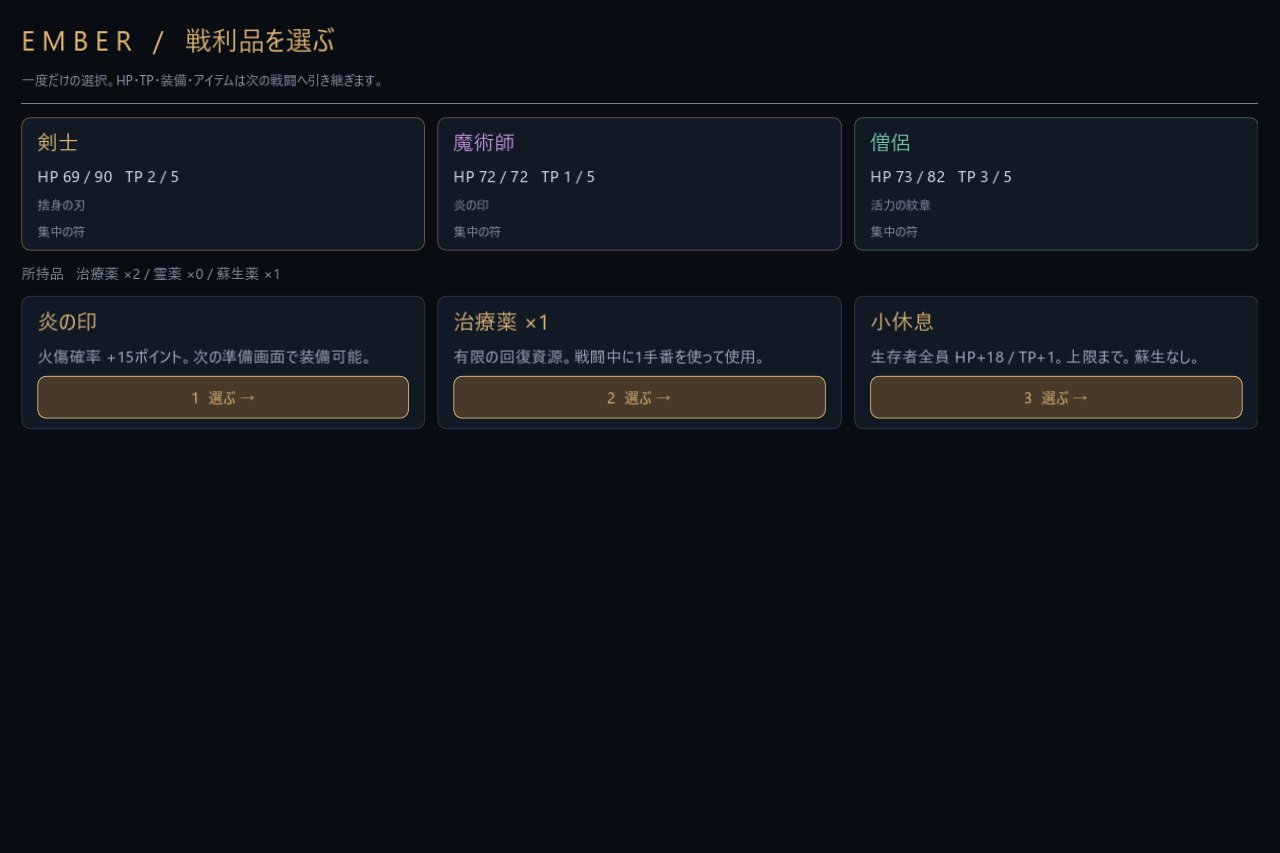 EMBER / 戦利品を選ぶ
一度だけの選択。HP・TP・装備・アイテムは次の戦闘へ引き継ぎます。
剣士
HP 69 / 90 TP 2 / 5
捨身の刃
集中の符
魔術師
HP 72 / 72 TP 1 / 5
炎の印
集中の符
僧侶
HP 73 / 82 TP 3 / 5
活力の紋章
集中の符
所持品 治療薬 ×2 / 霊薬 ×0 / 蘇生薬 ×1
炎の印
火傷確率 +15ポイント。次の準備画面で装備可能。
1 選ぶ →
治療薬 ×1
有限の回復資源。戦闘中に1手番を使って使用。
2 選ぶ →
小休息
生存者全員 HP+18 / TP+1。上限まで。蘇生なし。
3 選ぶ →